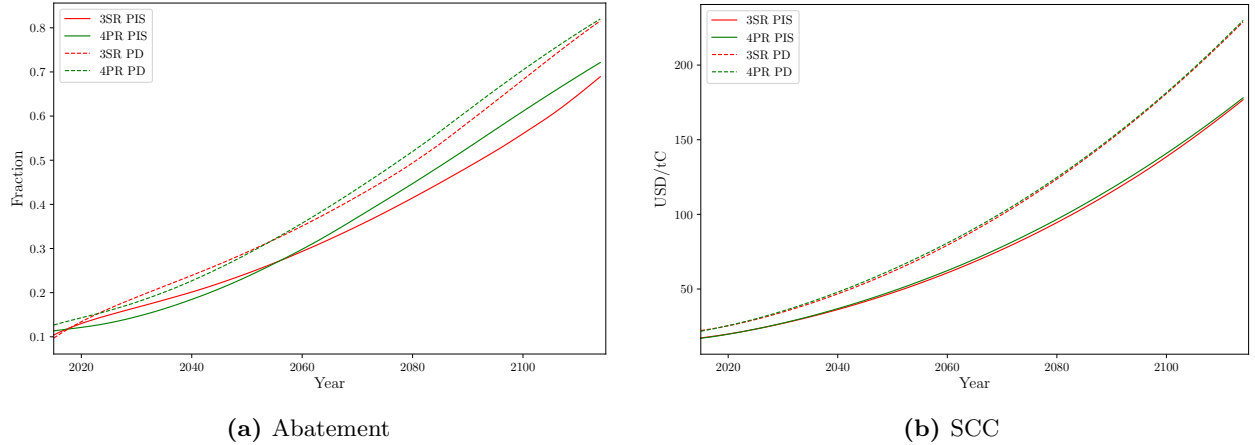 3SR PIS
4PR PIS
3SR PD
4PR PD
0.8
0.7
0.6
0.5
0.4
0.3
0.2
0.1
Fraction
2020
2040
2060
2080
2100
Year
(a) Abatement
3SR PIS
4PR PIS
3SR PD
4PR PD
200
150
100
50
USD/tC
2020
2040
2060
2080
2100
Year
(b) SCC